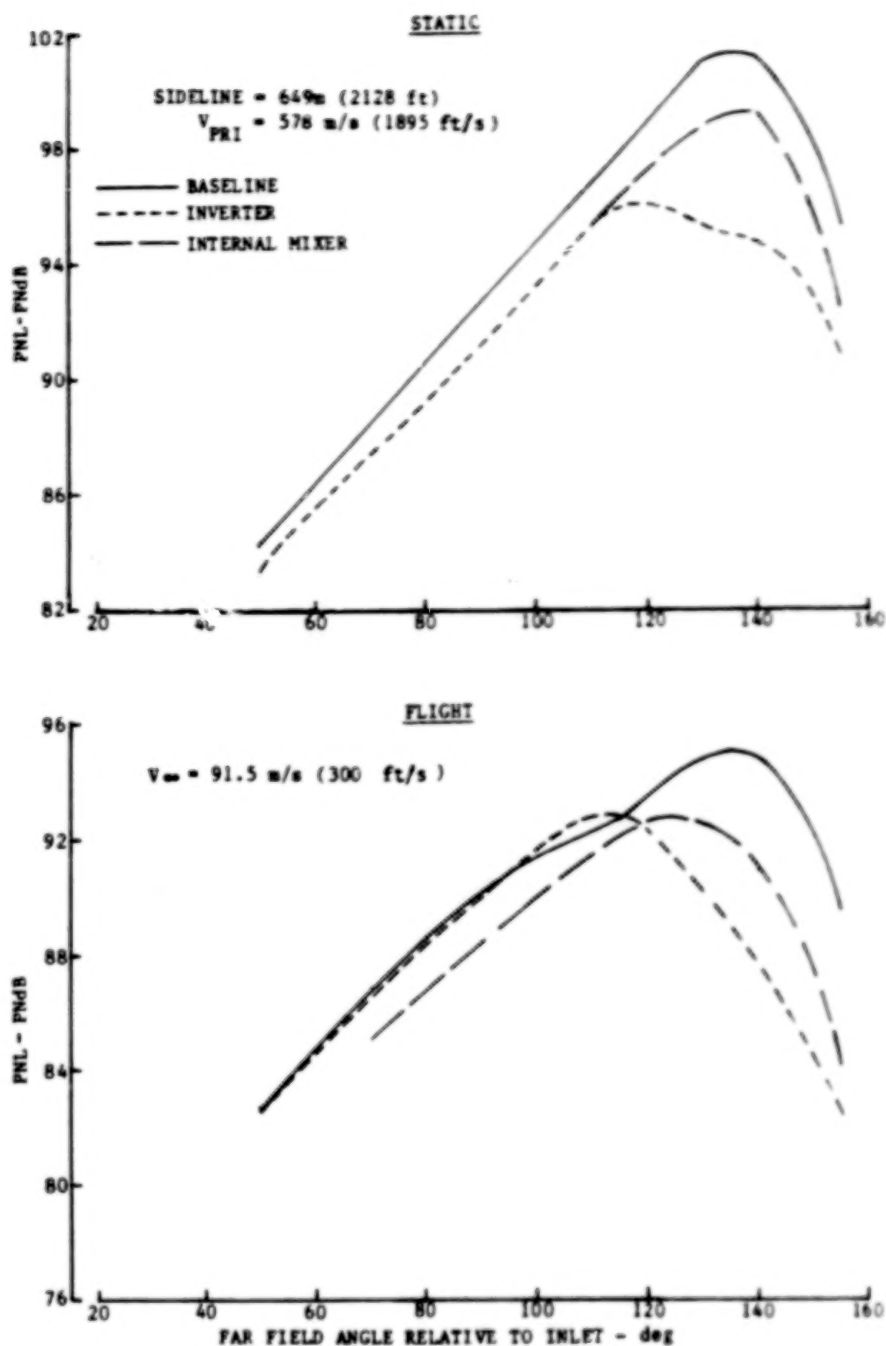 STATIC
102
98
94
90
86
82
PNL-PNdB
SIDELINE = 649m (2128 ft)
V PRI = 578 m/s (1895 ft/s)
BASELINE
INVERTER
INTERNAL MIXER
20 60 80 100 120 140 160
FLIGHT
96
92
88
84
80
76
PNL - PNdB
V∞ = 91.5 m/s (300 ft/s)
20 40 60 80 100 120 140 160
FAR FIELD ANGLE RELATIVE TO INLET - deg